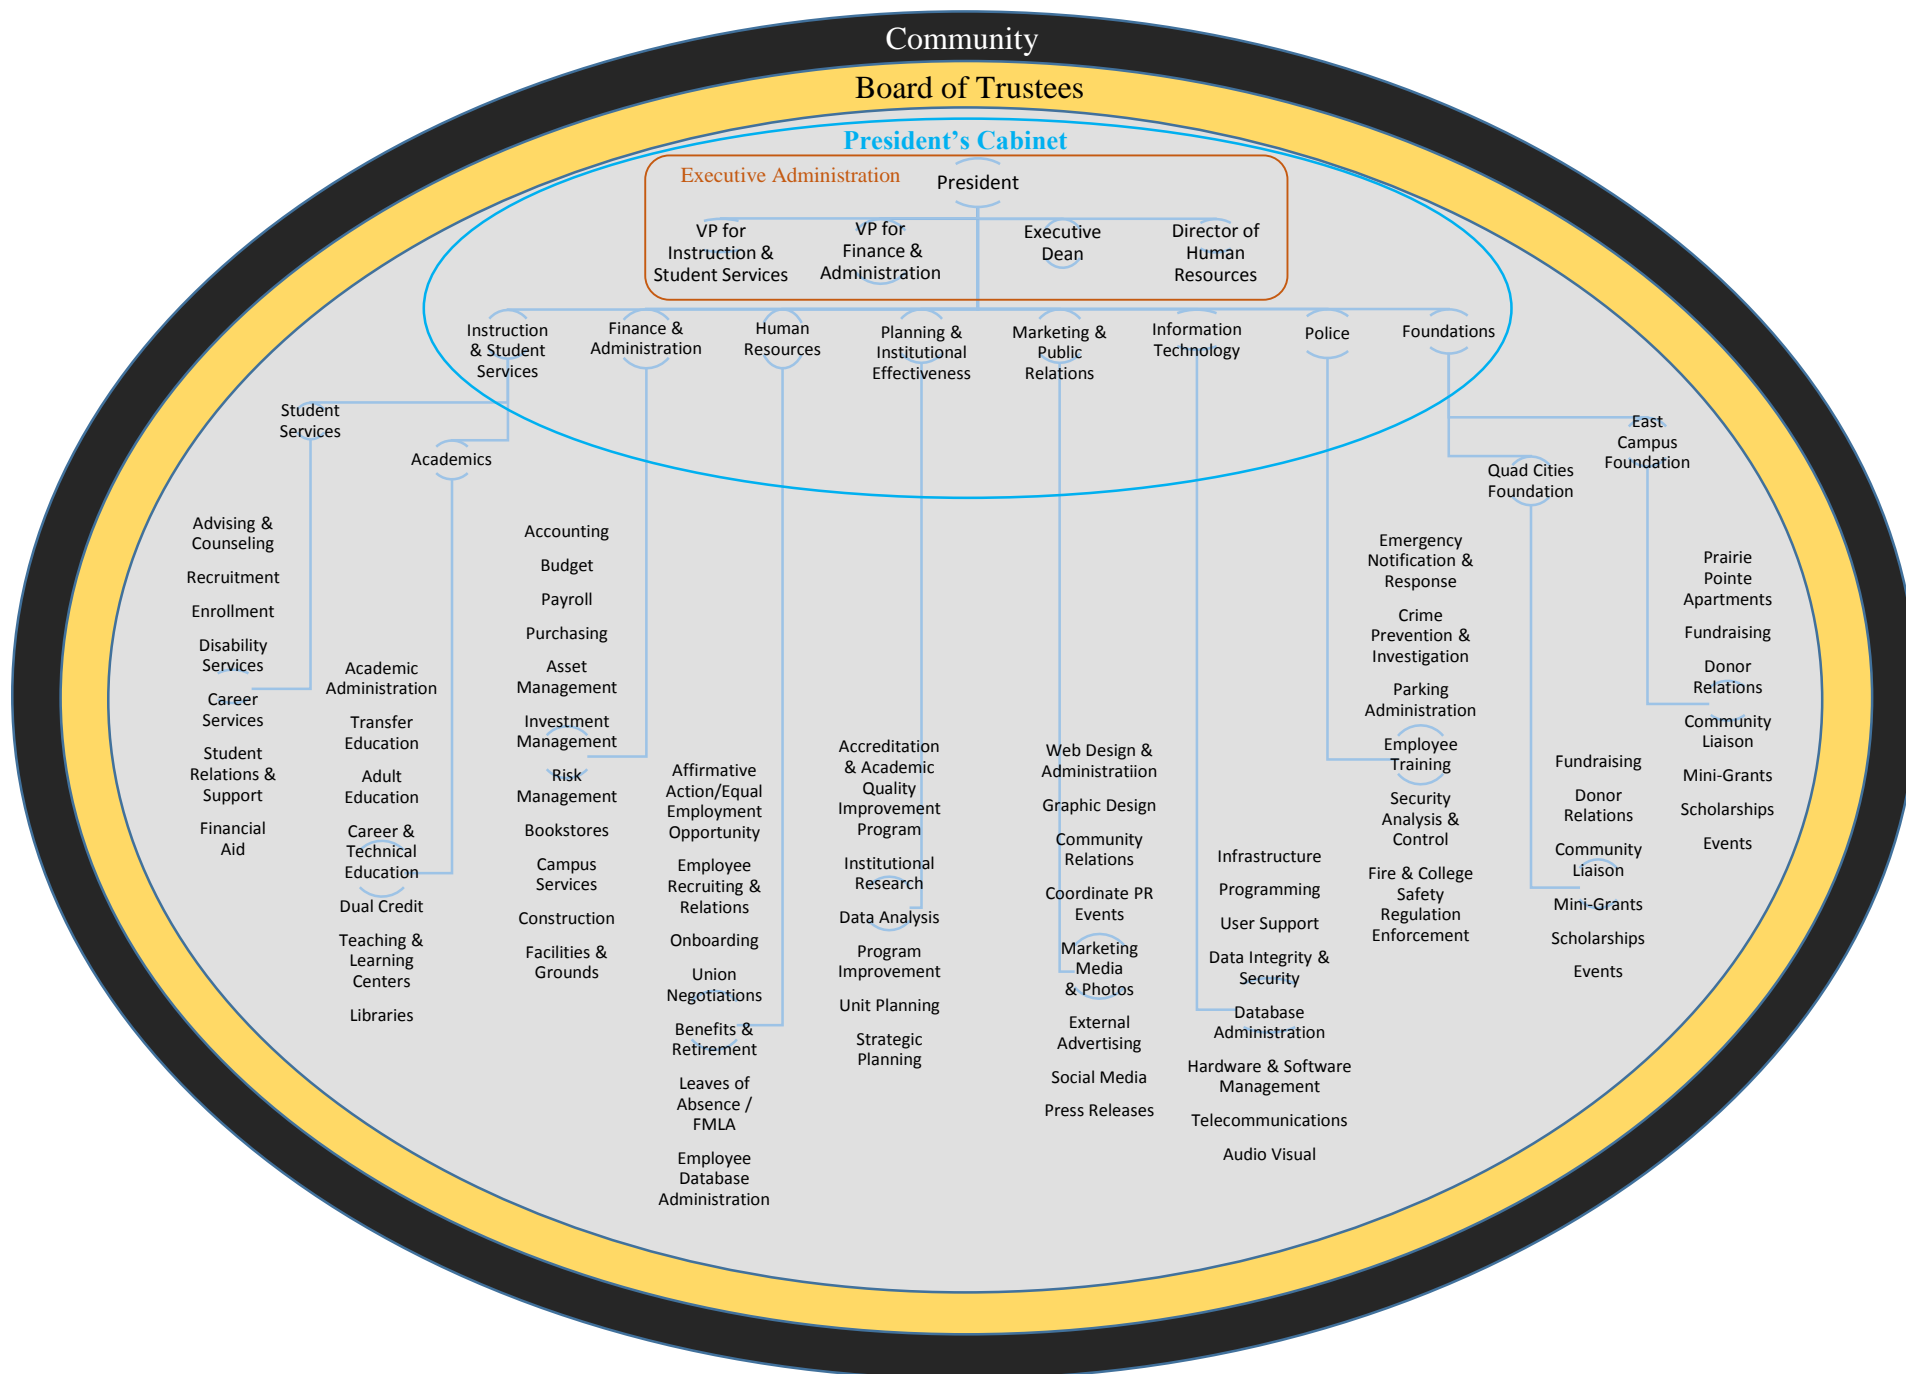 Community
Board of Trustees
President’s Cabinet
Executive Administration
President
VP for
Instruction &
Student Services
VP for
Finance &
Administration
Executive
Dean
Director of
Human
Resources
Instruction
& Student
Services
Finance &
Administration
Human
Resources
Planning &
Institutional
Effectiveness
Marketing &
Public
Relations
Information
Technology
Police
Foundations
Student
Services
Academics
Quad Cities
Foundation
East
Campus
Foundation
Advising &
Counseling
Recruitment
Enrollment
Disability
Services
Career
Services
Student
Relations &
Support
Financial
Aid
Academic
Administration
Transfer
Education
Adult
Education
Career &
Technical
Education
Dual Credit
Teaching &
Learning
Centers
Libraries
Accounting
Budget
Payroll
Purchasing
Asset
Management
Investment
Management
Risk
Management
Bookstores
Campus
Services
Construction
Facilities &
Grounds
Affirmative
Action/Equal
Employment
Opportunity
Employee
Recruiting &
Relations
Onboarding
Union
Negotiations
Benefits &
Retirement
Leaves of
Absence /
FMLA
Employee
Database
Administration
Accreditation
& Academic
Quality
Improvement
Program
Institutional
Research
Data Analysis
Program
Improvement
Unit Planning
Strategic
Planning
Web Design &
Administratiion
Graphic Design
Community
Relations
Coordinate PR
Events
Marketing
Media
& Photos
External
Advertising
Social Media
Press Releases
Infrastructure
Programming
User Support
Data Integrity &
Security
Database
Administration
Hardware & Software
Management
Telecommunications
Audio Visual
Emergency
Notification &
Response
Crime
Prevention &
Investigation
Parking
Administration
Employee
Training
Security
Analysis &
Control
Fire & College
Safety
Regulation
Enforcement
Fundraising
Donor
Relations
Community
Liaison
Mini-Grants
Scholarships
Events
Prairie
Pointe
Apartments
Fundraising
Donor
Relations
Community
Liaison
Mini-Grants
Scholarships
Events